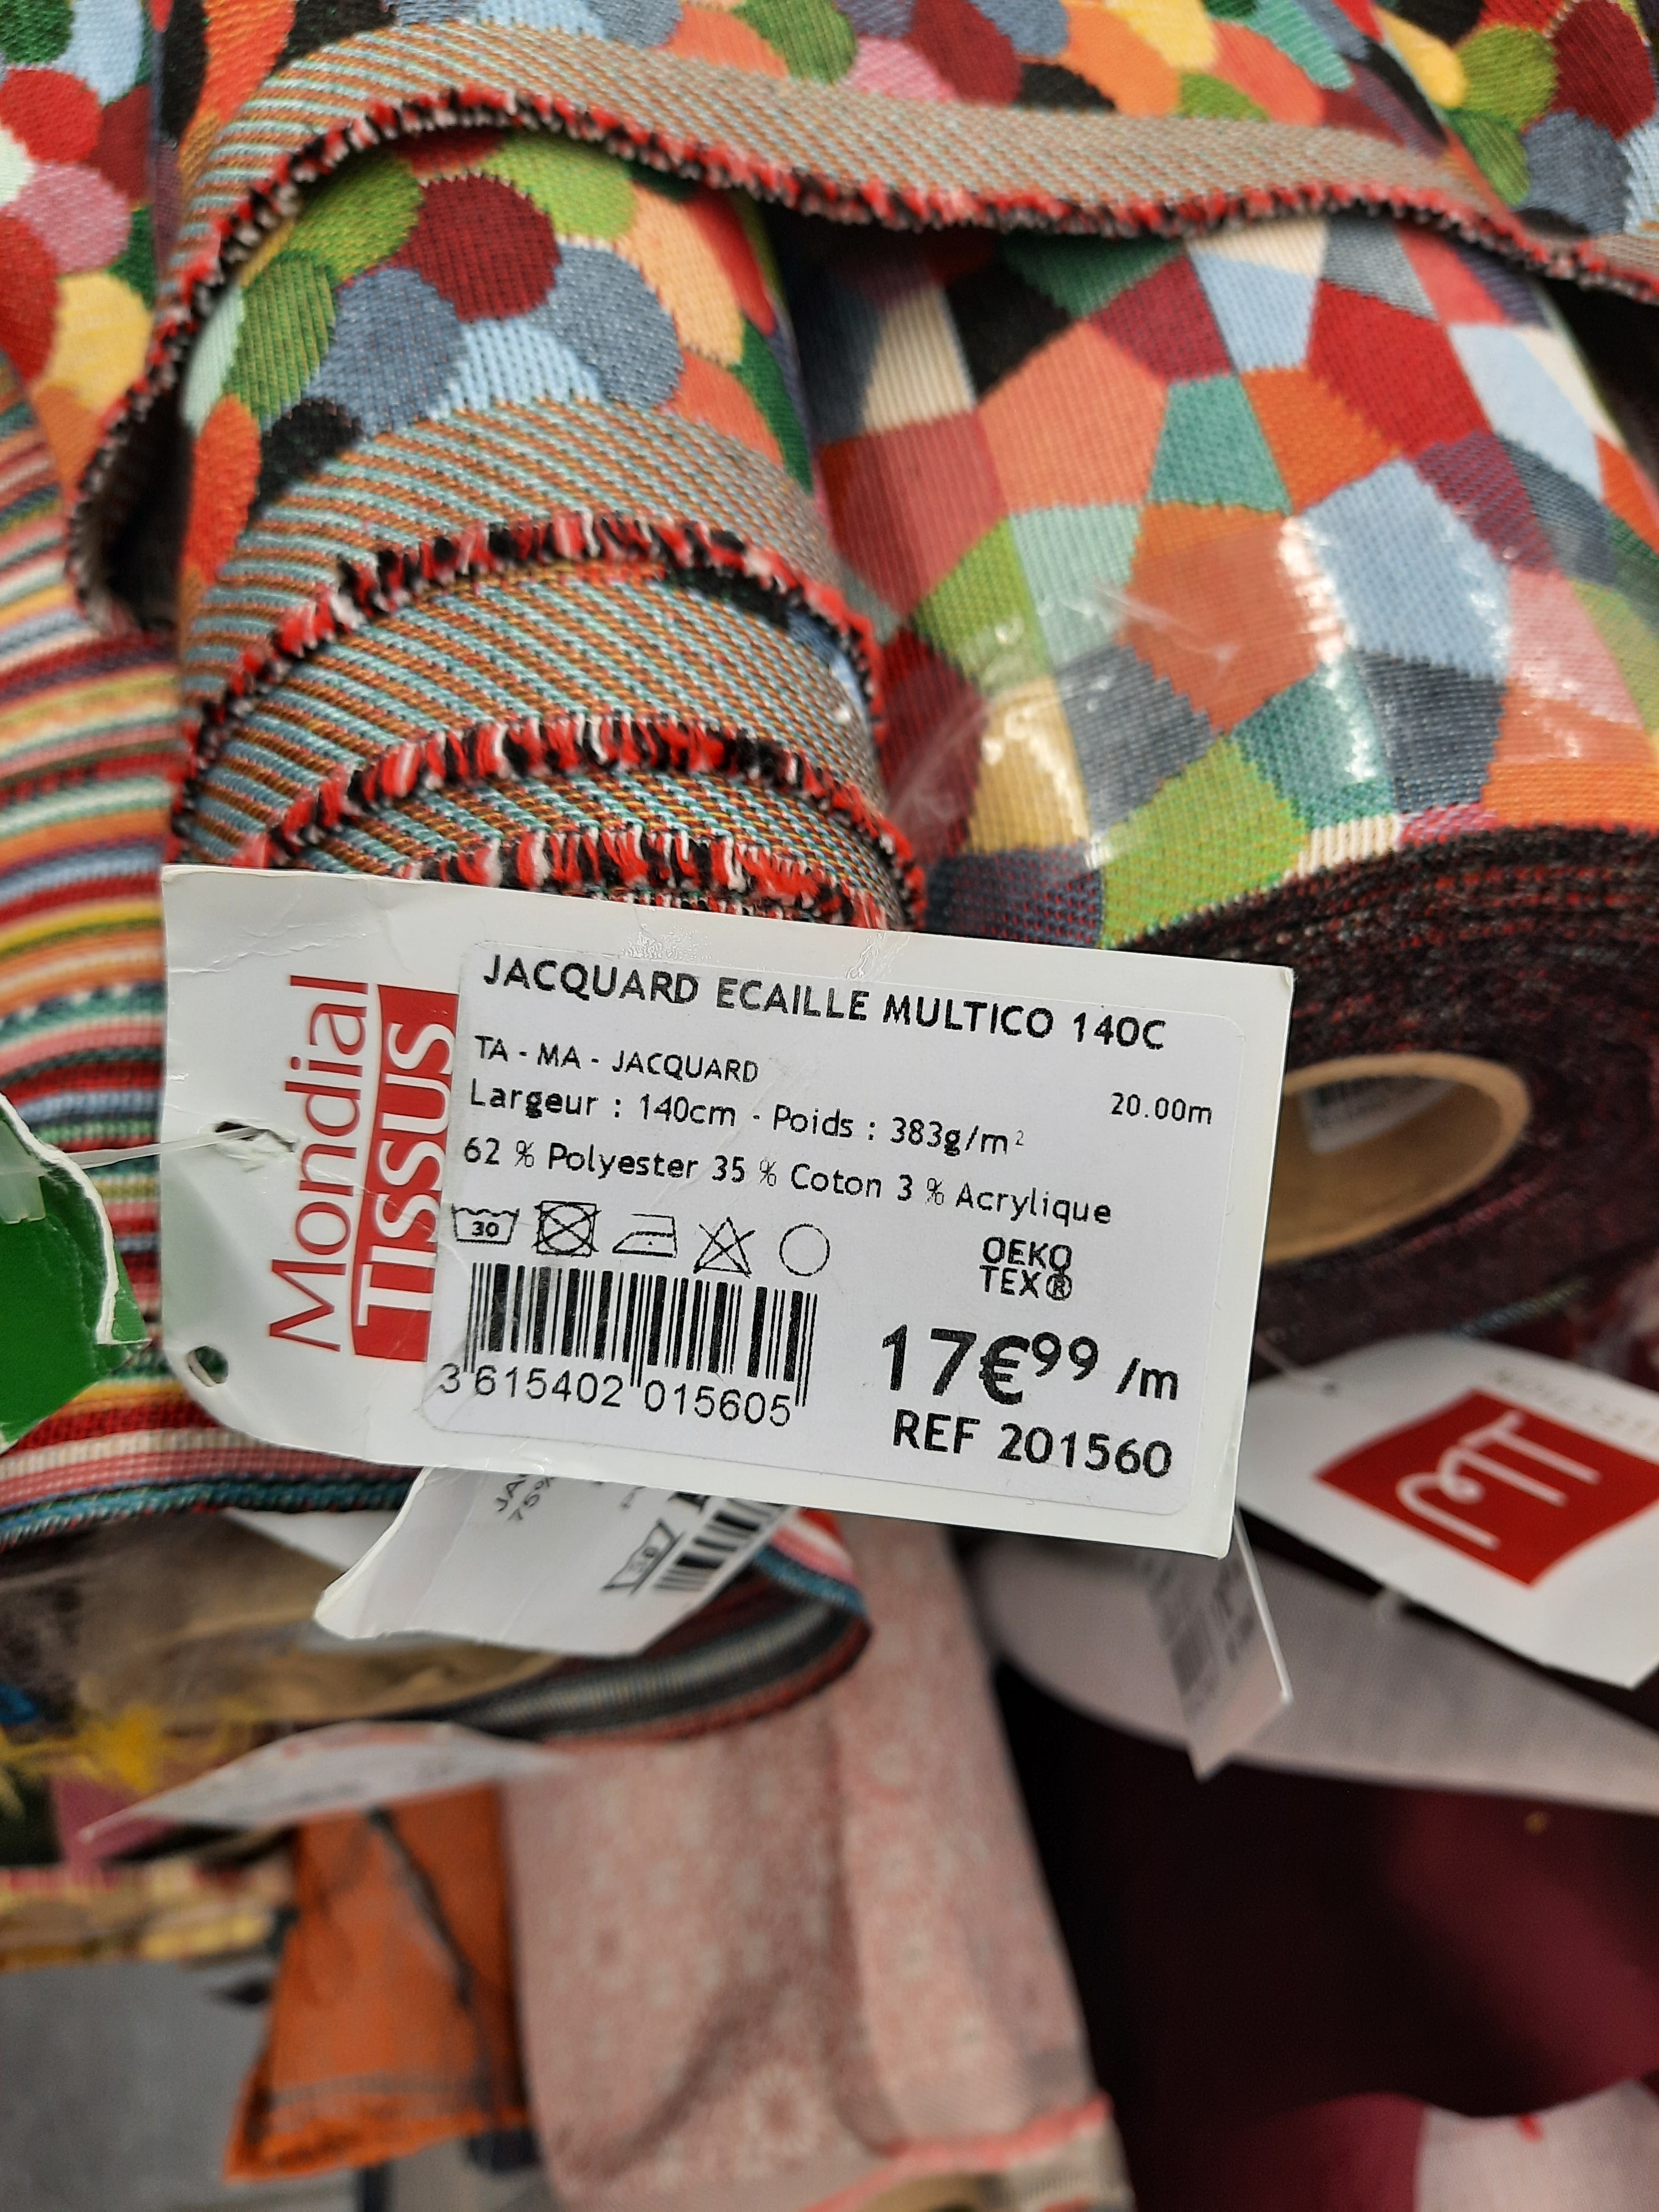 Mondial
TISSUS
JACQUARD ECAILLE MULTICO 140C
TA - MA - JACQUARD
20.00m
Largeur : 140cm - Poids : 383g/m²
62 % Polyester 35 % Coton 3 % Acrylique
30
OEKO
TEX®
3 615402 015605
17€99 /m
REF 201560
MT